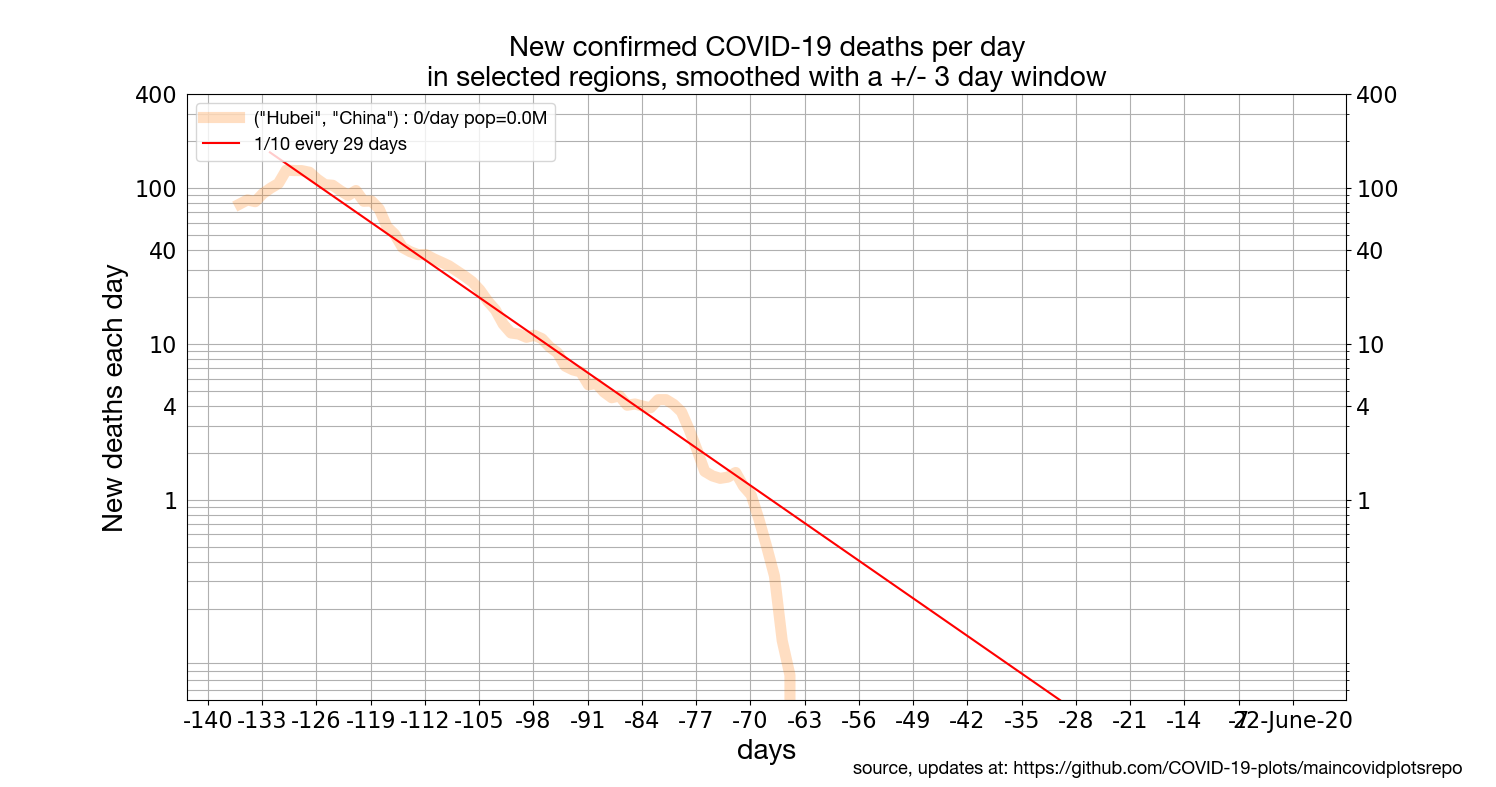 New confirmed COVID-19 deaths per day
in selected regions, smoothed with a +/- 3 day window
400
400
("Hubei", "China") : 0/day pop=0.0M
1/10 every 29 days
100
100
40
40
10
10
4
4
1
1
New deaths each day
-140 -133 -126 -119 -112 -105 -98 -91 -84 -77 -70 -63 -56 -49 -42 -35 -28 -21 -14 -7 22-June-20
days
source, updates at: https://github.com/COVID-19-plots/maincovidplotsrepo